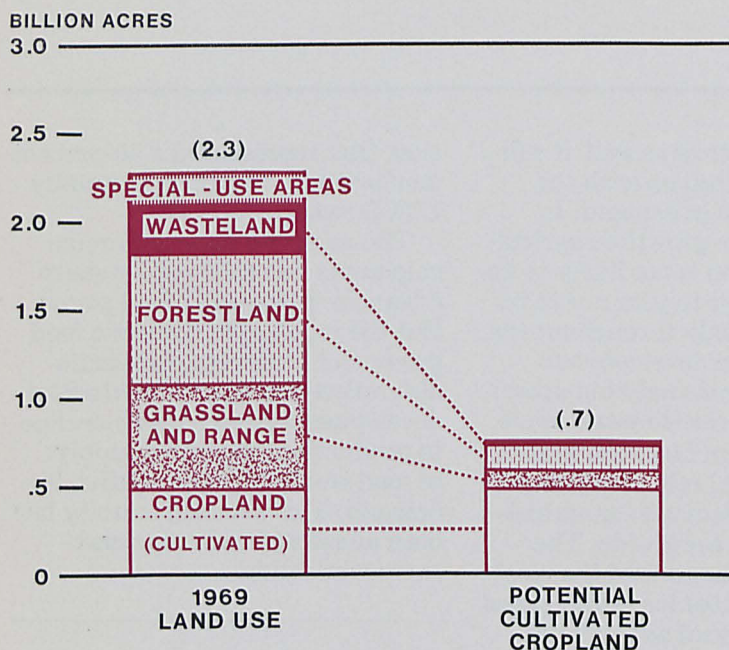 BILLION ACRES
3.0
2.5
(2.3)
SPECIAL-USE AREAS
2.0
WASTELAND
1.5
FORESTLAND
1.0
GRASSLAND
AND RANGE
(.7)
.5
CROPLAND
(CULTIVATED)
0
1969
LAND USE
POTENTIAL
CULTIVATED
CROPLAND